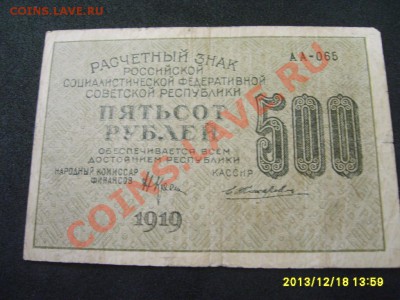 COINS.LAVE.RU
РАСЧЕТНЫЙ ЗНАК
АА-065
РОССИЙСКОЙ
СОЦИАЛИСТИЧЕСКОЙ ФЕДЕРАТИВНОЙ
СОВЕТСКОЙ РЕСПУБЛИКИ
ПЯТЬСОТ
РУБЛЕЙ
500
ОБЕСПЕЧИВАЕТСЯ ВСЕМ
ДОСТОЯНИЕМ РЕСПУБЛИКИ
НАРОДНЫЙ КОМИССАР
ФИНАНСОВ
КАССИР
1919
COINS.LAVE.RU
2013/12/18 13:59